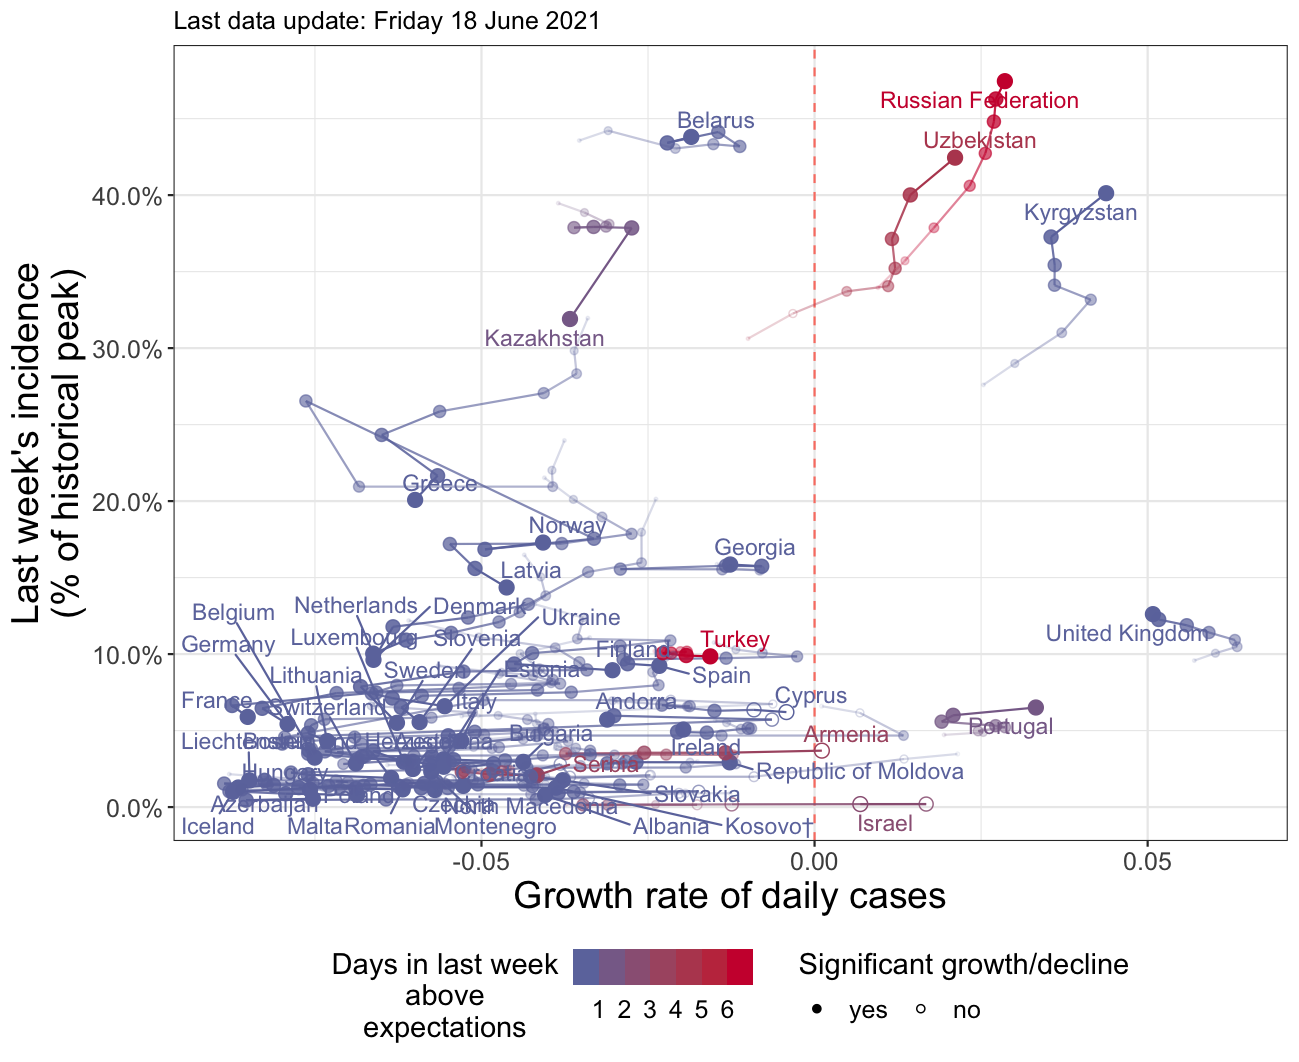 Last data update: Friday 18 June 2021
Last week's incidence
(% of historical peak)
40.0%
30.0%
20.0%
10.0%
0.0%
Belarus
Russian Federation
Uzbekistan
Kyrgyzstan
Kazakhstan
Greece
Norway
Georgia
Latvia
Netherlands
Denmark
Belgium
Ukraine
United Kingdom
Germany
Luxembourg
Slovenia
Finland
Turkey
Lithuania
Sweden
Estonia
Spain
France
Switzerland
Italy
Andorra
Cyprus
Portugal
Armenia
Bulgaria
Ireland
Liechtenstein
Serbia
Republic of Moldova
Hungary
Slovakia
Azerbaijan
Poland
Czechia
North Macedonia
Iceland
Malta
Romania
Montenegro
Albania
Kosovo†
Israel
-0.05
0.00
0.05
Growth rate of daily cases
Days in last week
above
expectations
1 2 3 4 5 6
Significant growth/decline
yes
no